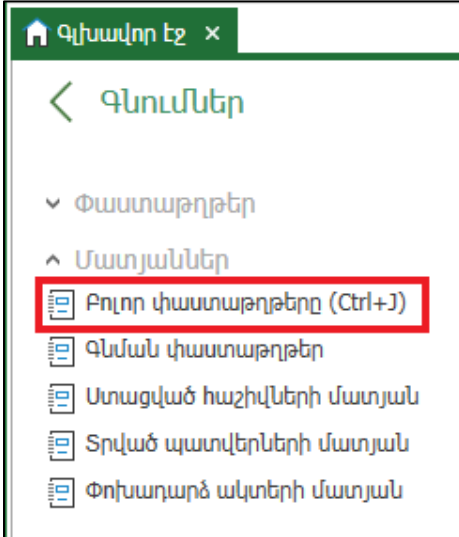 Գլխավոր էջ ×
Գնումներ
Փաստաթղթեր
Մատյաններ
Բոլոր փաստաթղթերը (Ctrl+J)
Գնման փաստաթղթեր
Ստացված հաշիվների մատյան
Տրված պատվերների մատյան
Փոխադարձ ակտերի մատյան